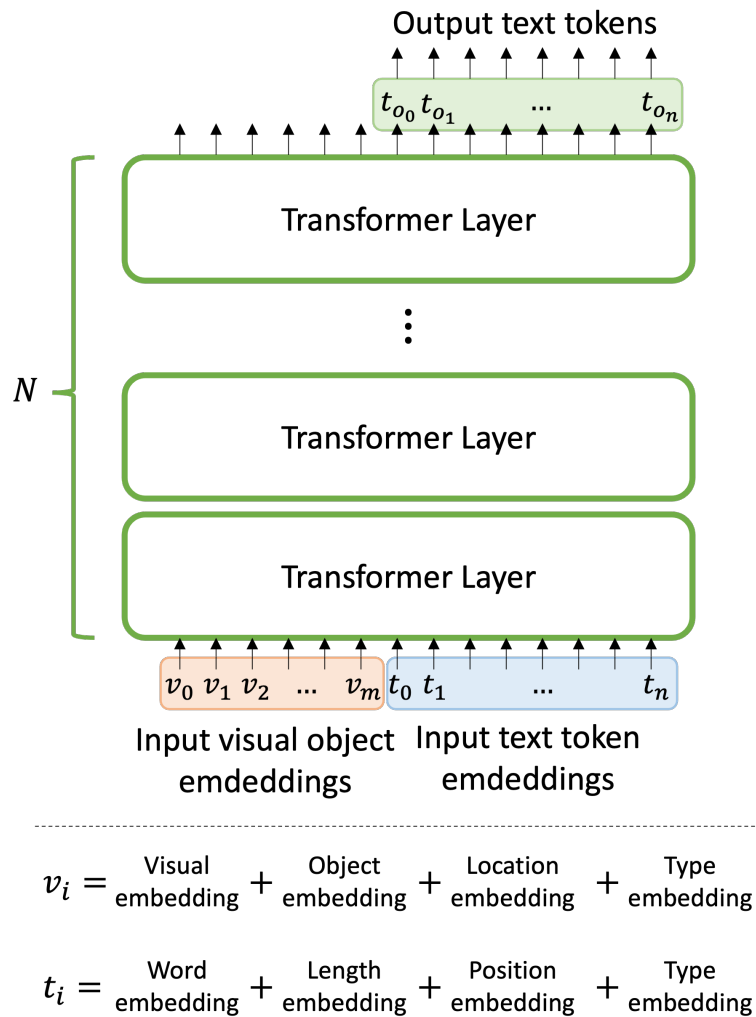 Output text tokens
t_{o_0} t_{o_1} ... t_{o_n}
Transformer Layer
⋮
N
Transformer Layer
Transformer Layer
v_0 v_1 v_2 ... v_m t_0 t_1 ... t_n
Input visual object
emdeddings
Input text token
emdeddings
v_i = Visual embedding + Object embedding + Location embedding + Type embedding
t_i = Word embedding + Length embedding + Position embedding + Type embedding